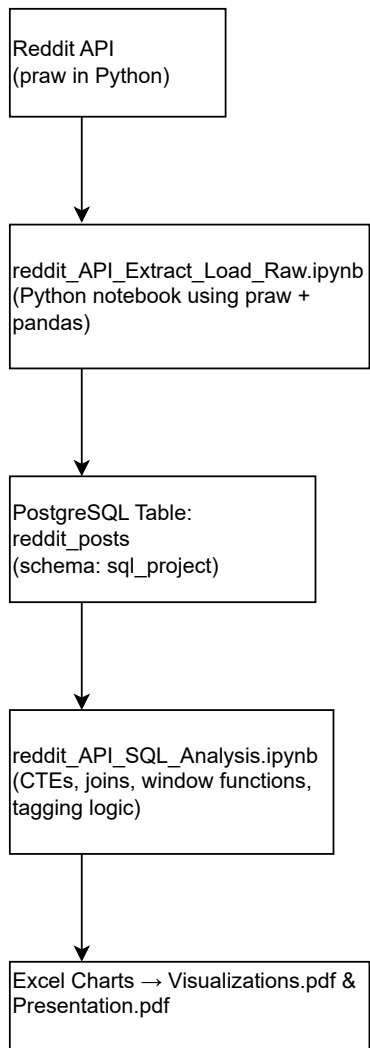 Reddit API
(praw in Python)
reddit_API_Extract_Load_Raw.ipynb
(Python notebook using praw +
pandas)
PostgreSQL Table:
reddit_posts
(schema: sql_project)
reddit_API_SQL_Analysis.ipynb
(CTEs, joins, window functions,
tagging logic)
Excel Charts → Visualizations.pdf &
Presentation.pdf